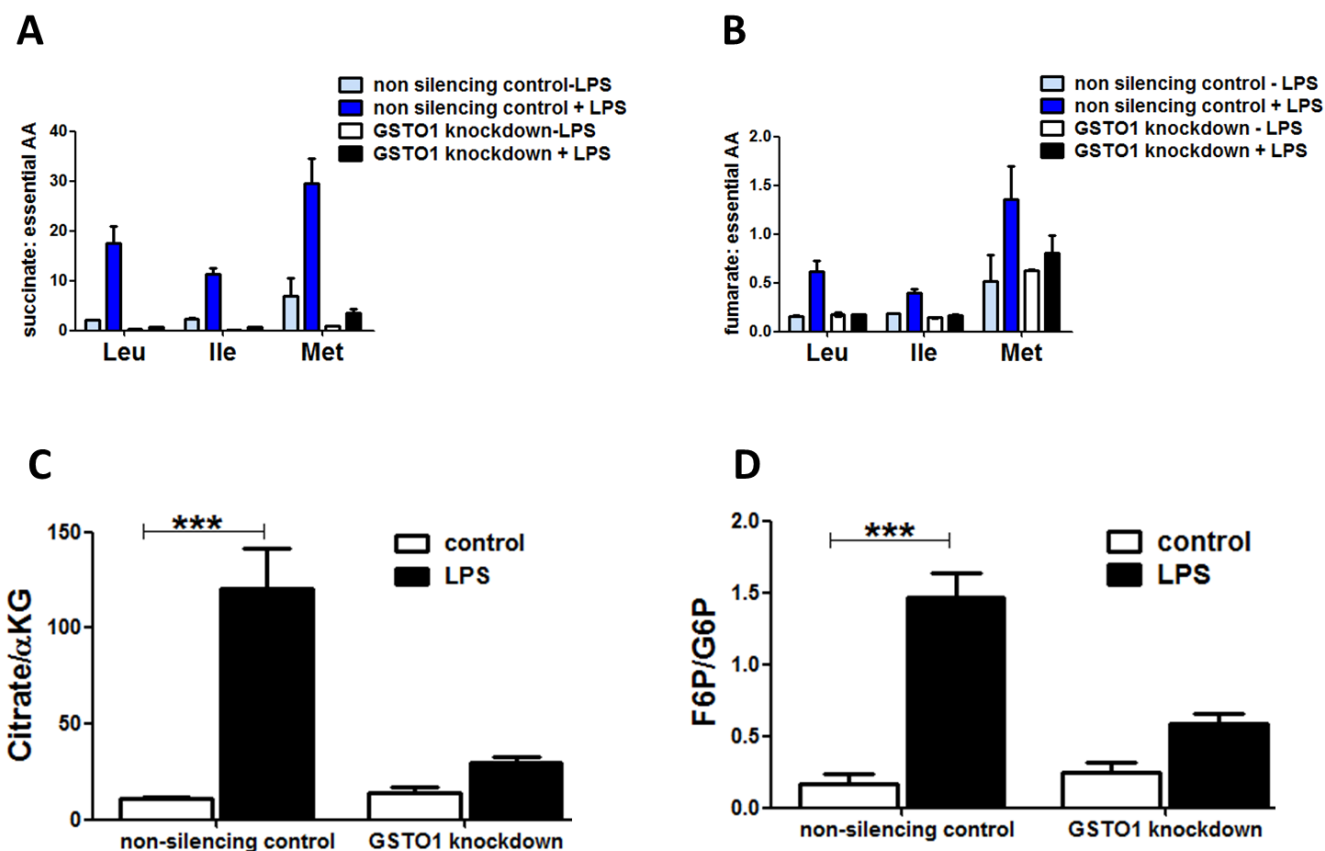 A
non silencing control-LPS
non silencing control + LPS
GSTO1 knockdown-LPS
GSTO1 knockdown + LPS
succinate: essential AA
40
30
20
10
0
Leu Ile Met
B
non silencing control - LPS
non silencing control + LPS
GSTO1 knockdown - LPS
GSTO1 knockdown + LPS
fumarate: essential AA
2.0
1.5
1.0
0.5
0.0
Leu Ile Met
C
***
control
LPS
Citrate/αKG
150
100
50
0
non-silencing control GSTO1 knockdown
D
***
control
LPS
F6P/G6P
2.0
1.5
1.0
0.5
0.0
non-silencing control GSTO1 knockdown